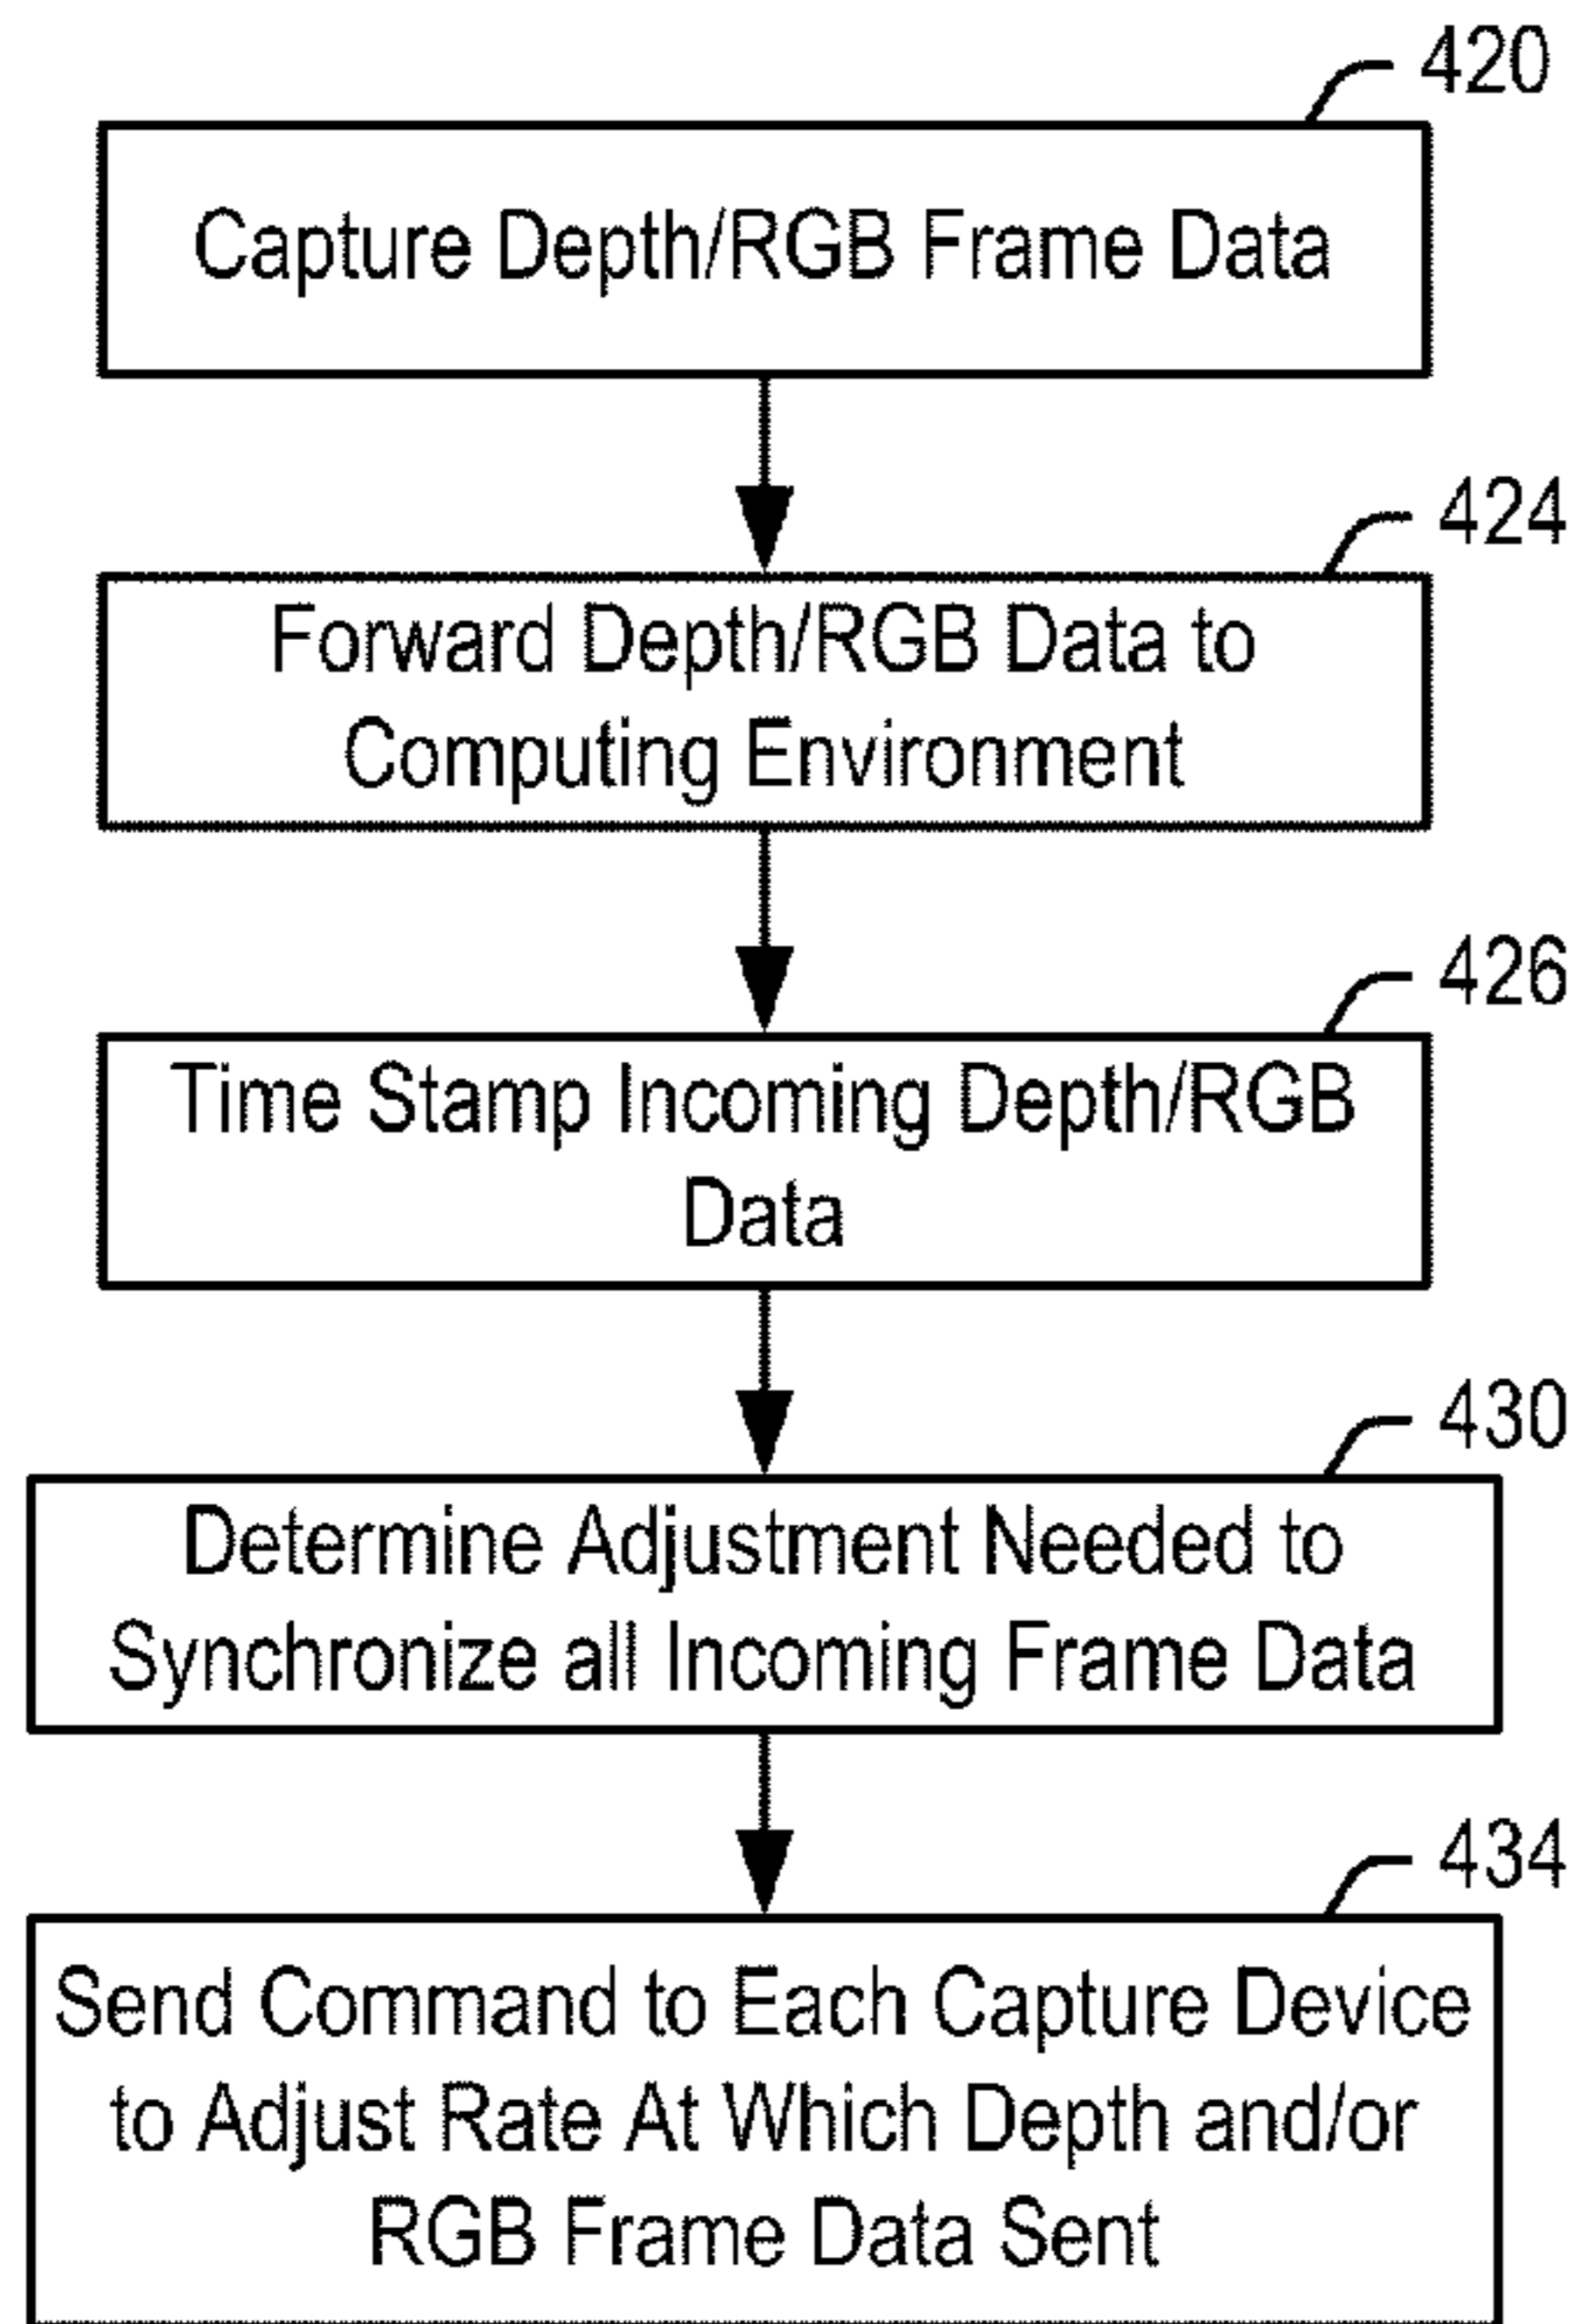 420
Capture Depth/RGB Frame Data
424
Forward Depth/RGB Data to
Computing Environment
426
Time Stamp Incoming Depth/RGB
Data
430
Determine Adjustment Needed to
Synchronize all Incoming Frame Data
434
Send Command to Each Capture Device
to Adjust Rate At Which Depth and/or
RGB Frame Data Sent